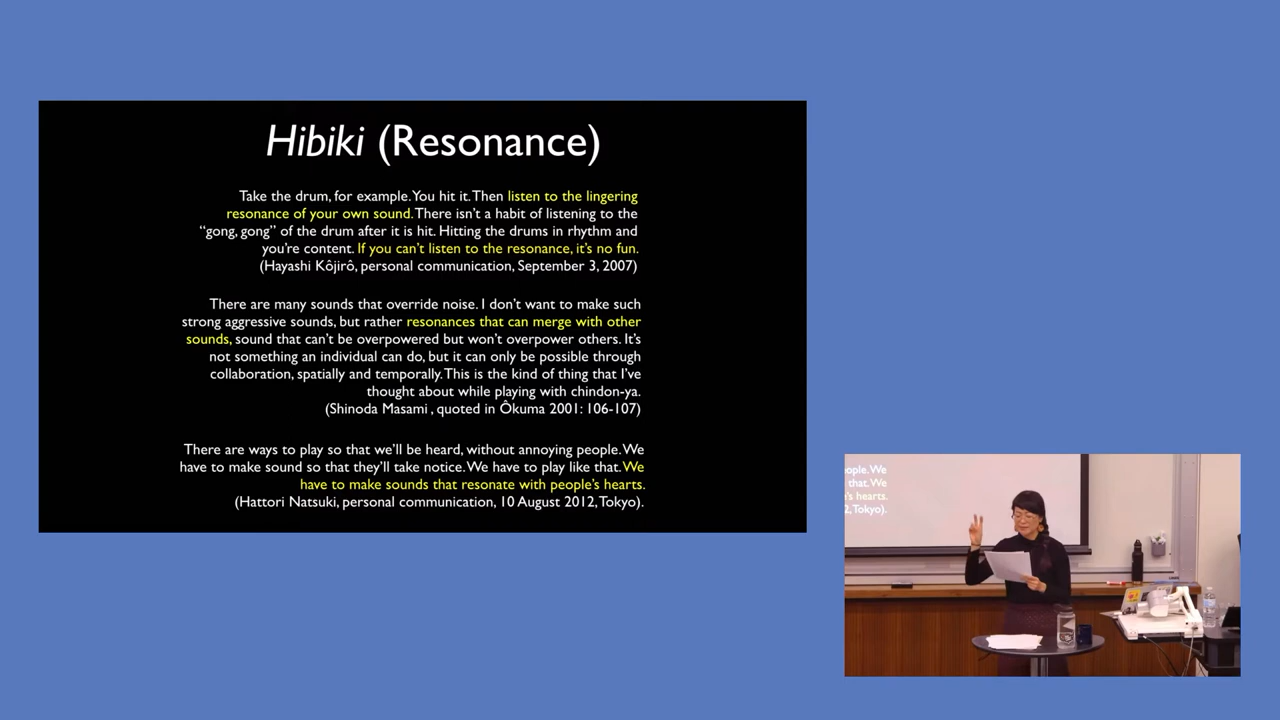 Hibiki (Resonance)
Take the drum, for example. You hit it. Then listen to the lingering
resonance of your own sound. There isn't a habit of listening to the
“gong, gong” of the drum after it is hit. Hitting the drums in rhythm and
you're content. If you can't listen to the resonance, it's no fun.
(Hayashi Kôjirô, personal communication, September 3, 2007)
There are many sounds that override noise. I don't want to make such
strong aggressive sounds, but rather resonances that can merge with other
sounds, sound that can't be overpowered but won't overpower others. It's
not something an individual can do, but it can only be possible through
collaboration, spatially and temporally. This is the kind of thing that I've
thought about while playing with chindon-ya.
(Shinoda Masami , quoted in Ôkuma 2001: 106-107)
There are ways to play so that we'll be heard, without annoying people. We
have to make sound so that they'll take notice. We have to play like that. We
have to make sounds that resonate with people's hearts.
(Hattori Natsuki, personal communication, 10 August 2012, Tokyo).
ople. We
that. We
's hearts.
2, Tokyo).